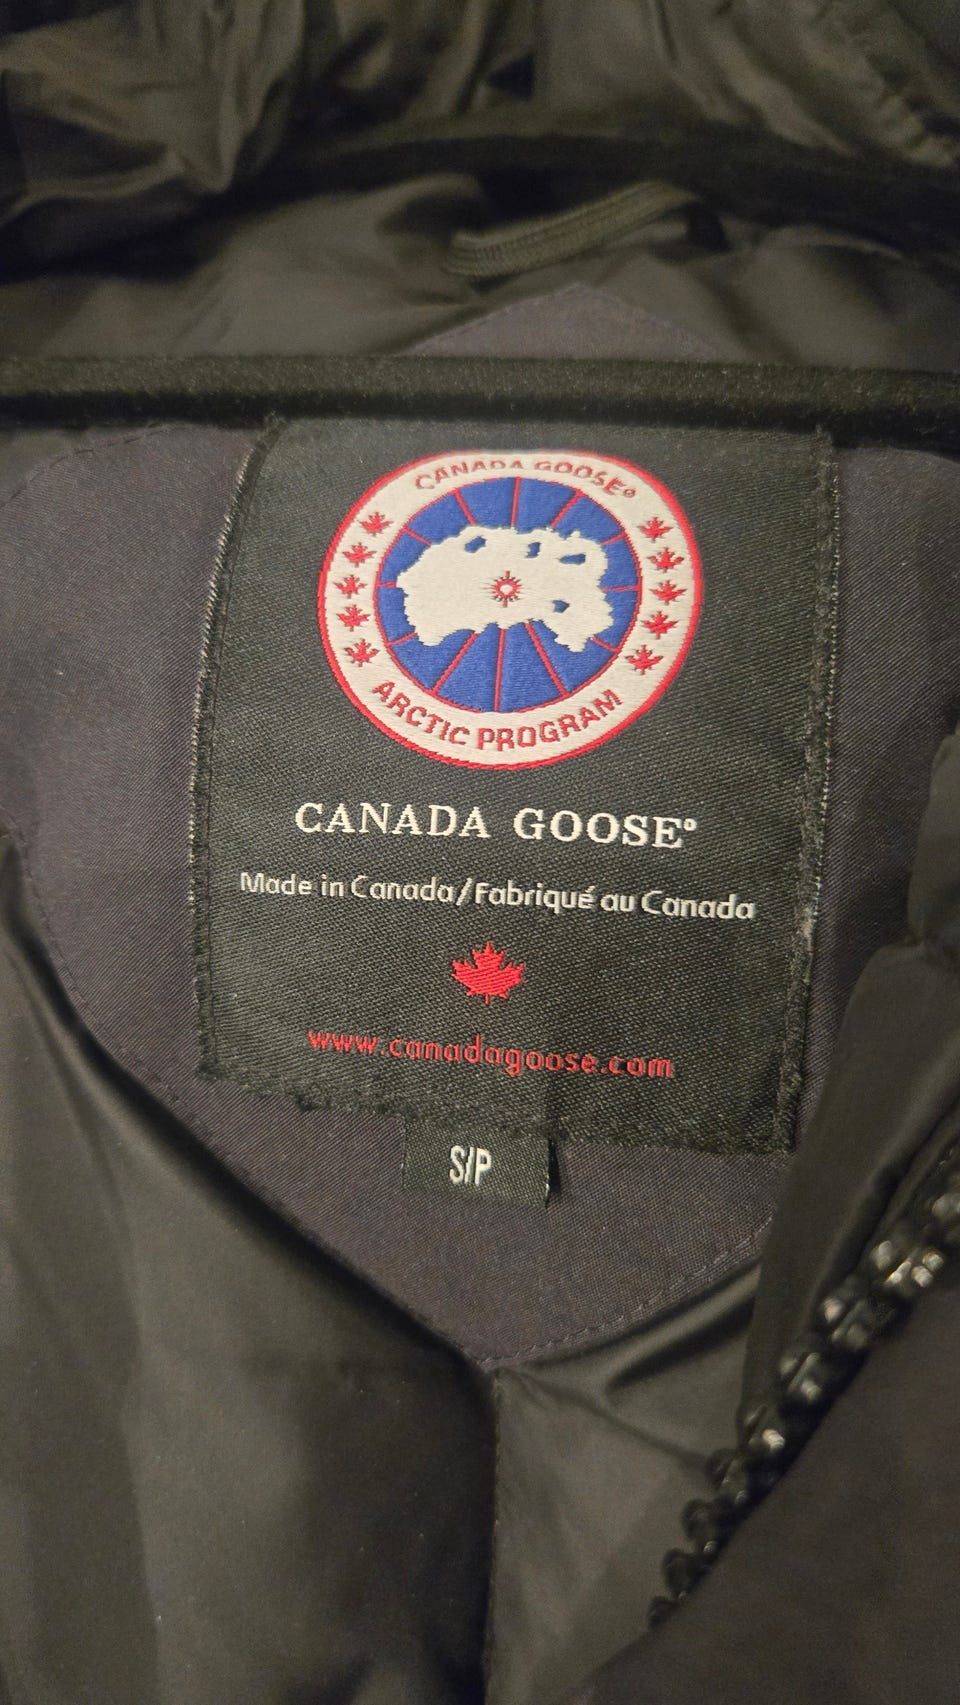 CANADA GOOSE®
ARCTIC PROGRAM
CANADA GOOSE®
Made in Canada/Fabriqué au Canada
www.canadagoose.com
S/P